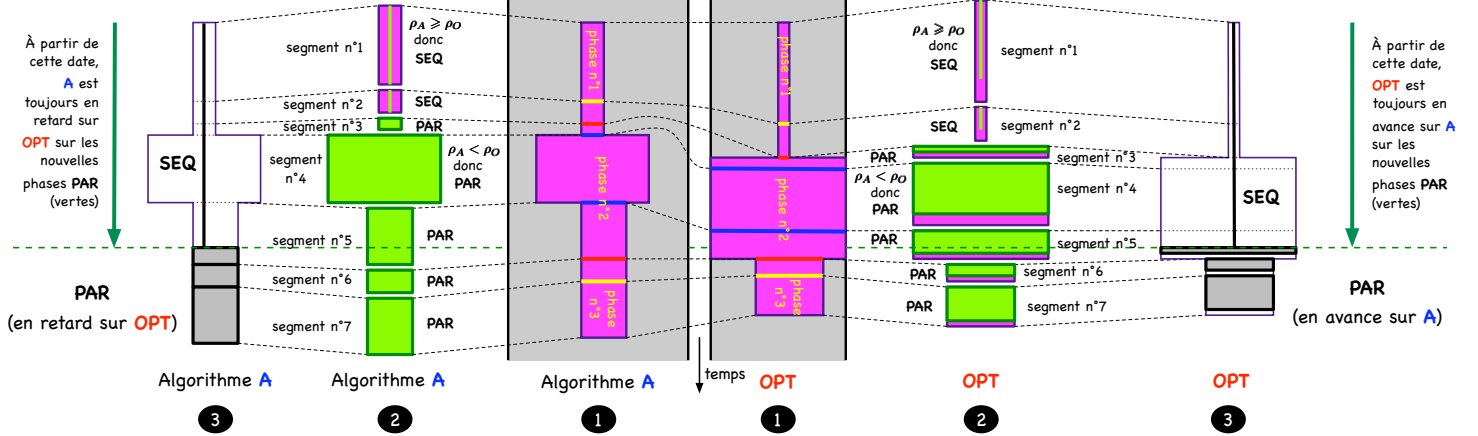 À partir de
cette date,
A est
toujours en
retard sur
OPT sur les
nouvelles
phases PAR
(vertes)
PAR
(en retard sur OPT)
SEQ
Algorithme A
3
segment n°1
segment n°2
segment n°3
segment
n°4
segment n°5
segment n°6
segment n°7
ρA ⩾ ρO
donc
SEQ
SEQ
PAR
ρA < ρO
donc
PAR
PAR
PAR
PAR
Algorithme A
2
phase n°1
phase n°2
phase n°3
Algorithme A
1
temps
phase n°1
phase n°2
phase n°3
OPT
1
ρA ⩾ ρO
donc
SEQ
SEQ
PAR
ρA < ρO
donc
PAR
PAR
PAR
PAR
segment n°1
segment n°2
segment n°3
segment n°4
segment n°5
segment n°6
segment n°7
OPT
2
SEQ
OPT
3
À partir de
cette date,
OPT est
toujours en
avance sur A
sur les
nouvelles
phases PAR
(vertes)
PAR
(en avance sur A)